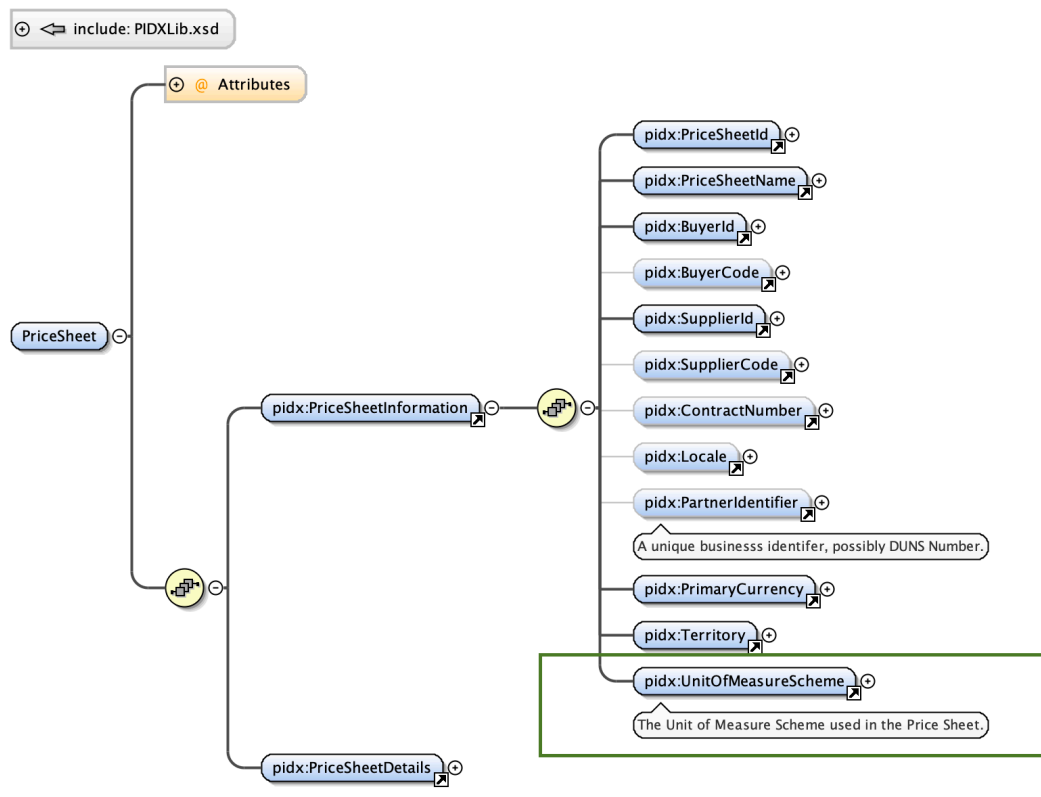 include: PIDXLib.xsd
@ Attributes
pidx:PriceSheetId
pidx:PriceSheetName
pidx:BuyerId
pidx:BuyerCode
PriceSheet
pidx:SupplierId
pidx:SupplierCode
pidx:PriceSheetInformation
pidx:ContractNumber
pidx:Locale
pidx:PartnerIdentifier
A unique businesss identifer, possibly DUNS Number.
pidx:PrimaryCurrency
pidx:Territory
pidx:UnitOfMeasureScheme
The Unit of Measure Scheme used in the Price Sheet.
pidx:PriceSheetDetails